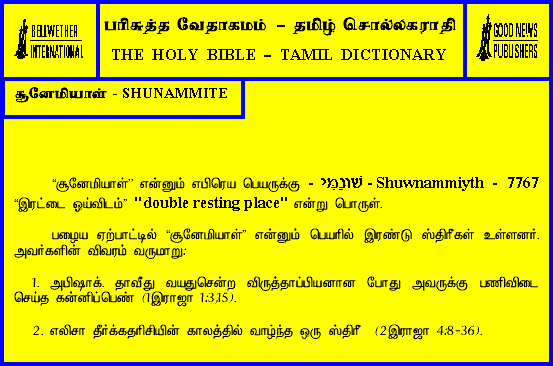 BELLWETHER
INTERNATIONAL
பரிசுத்த வேதாகமம் – தமிழ் சொல்லகராதி
THE HOLY BIBLE – TAMIL DICTIONARY
GOOD NEWS
PUBLISHERS
சூனேமியாள் - SHUNAMMITE
“சூனேமியாள்” என்னும் எபிரெய பெயருக்கு - שׁוּנַמִּי - Shuwnammiyth - 7767
“இரட்டை ஓய்விடம்” "double resting place" என்று பொருள்.
பழைய ஏற்பாட்டில் “சூனேமியாள்” என்னும் பெயரில் இரண்டு ஸ்திரீகள் உள்ளனர்.
அவர்களின் விவரம் வருமாறு:
1. அபிஷாக். தாவீது வயதுசென்ற விருத்தாப்பியனான போது அவருக்கு பணிவிடை
செய்த கன்னிப்பெண் (1இராஜா 1:3,15).
2. எலிசா தீர்க்கதரிசியின் காலத்தில் வாழ்ந்த ஒரு ஸ்திரீ (2இராஜா 4:8-36).